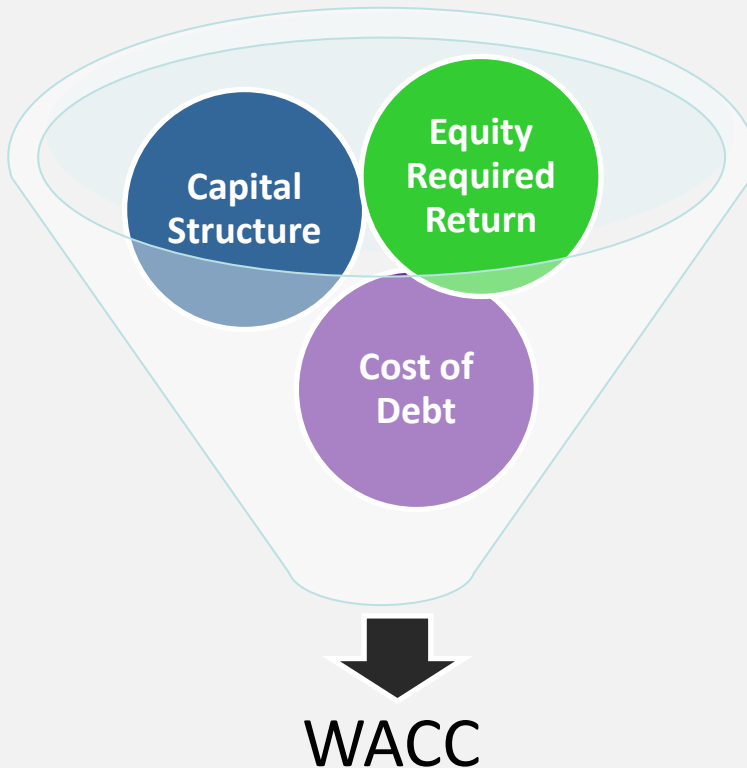 Capital
Structure
Equity
Required
Return
Cost of
Debt
WACC